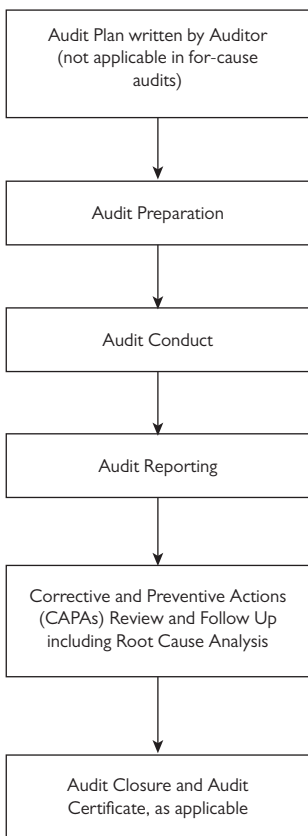 Audit Plan written by Auditor
(not applicable in for-cause
audits)
Audit Preparation
Audit Conduct
Audit Reporting
Corrective and Preventive Actions
(CAPAs) Review and Follow Up
including Root Cause Analysis
Audit Closure and Audit
Certificate, as applicable